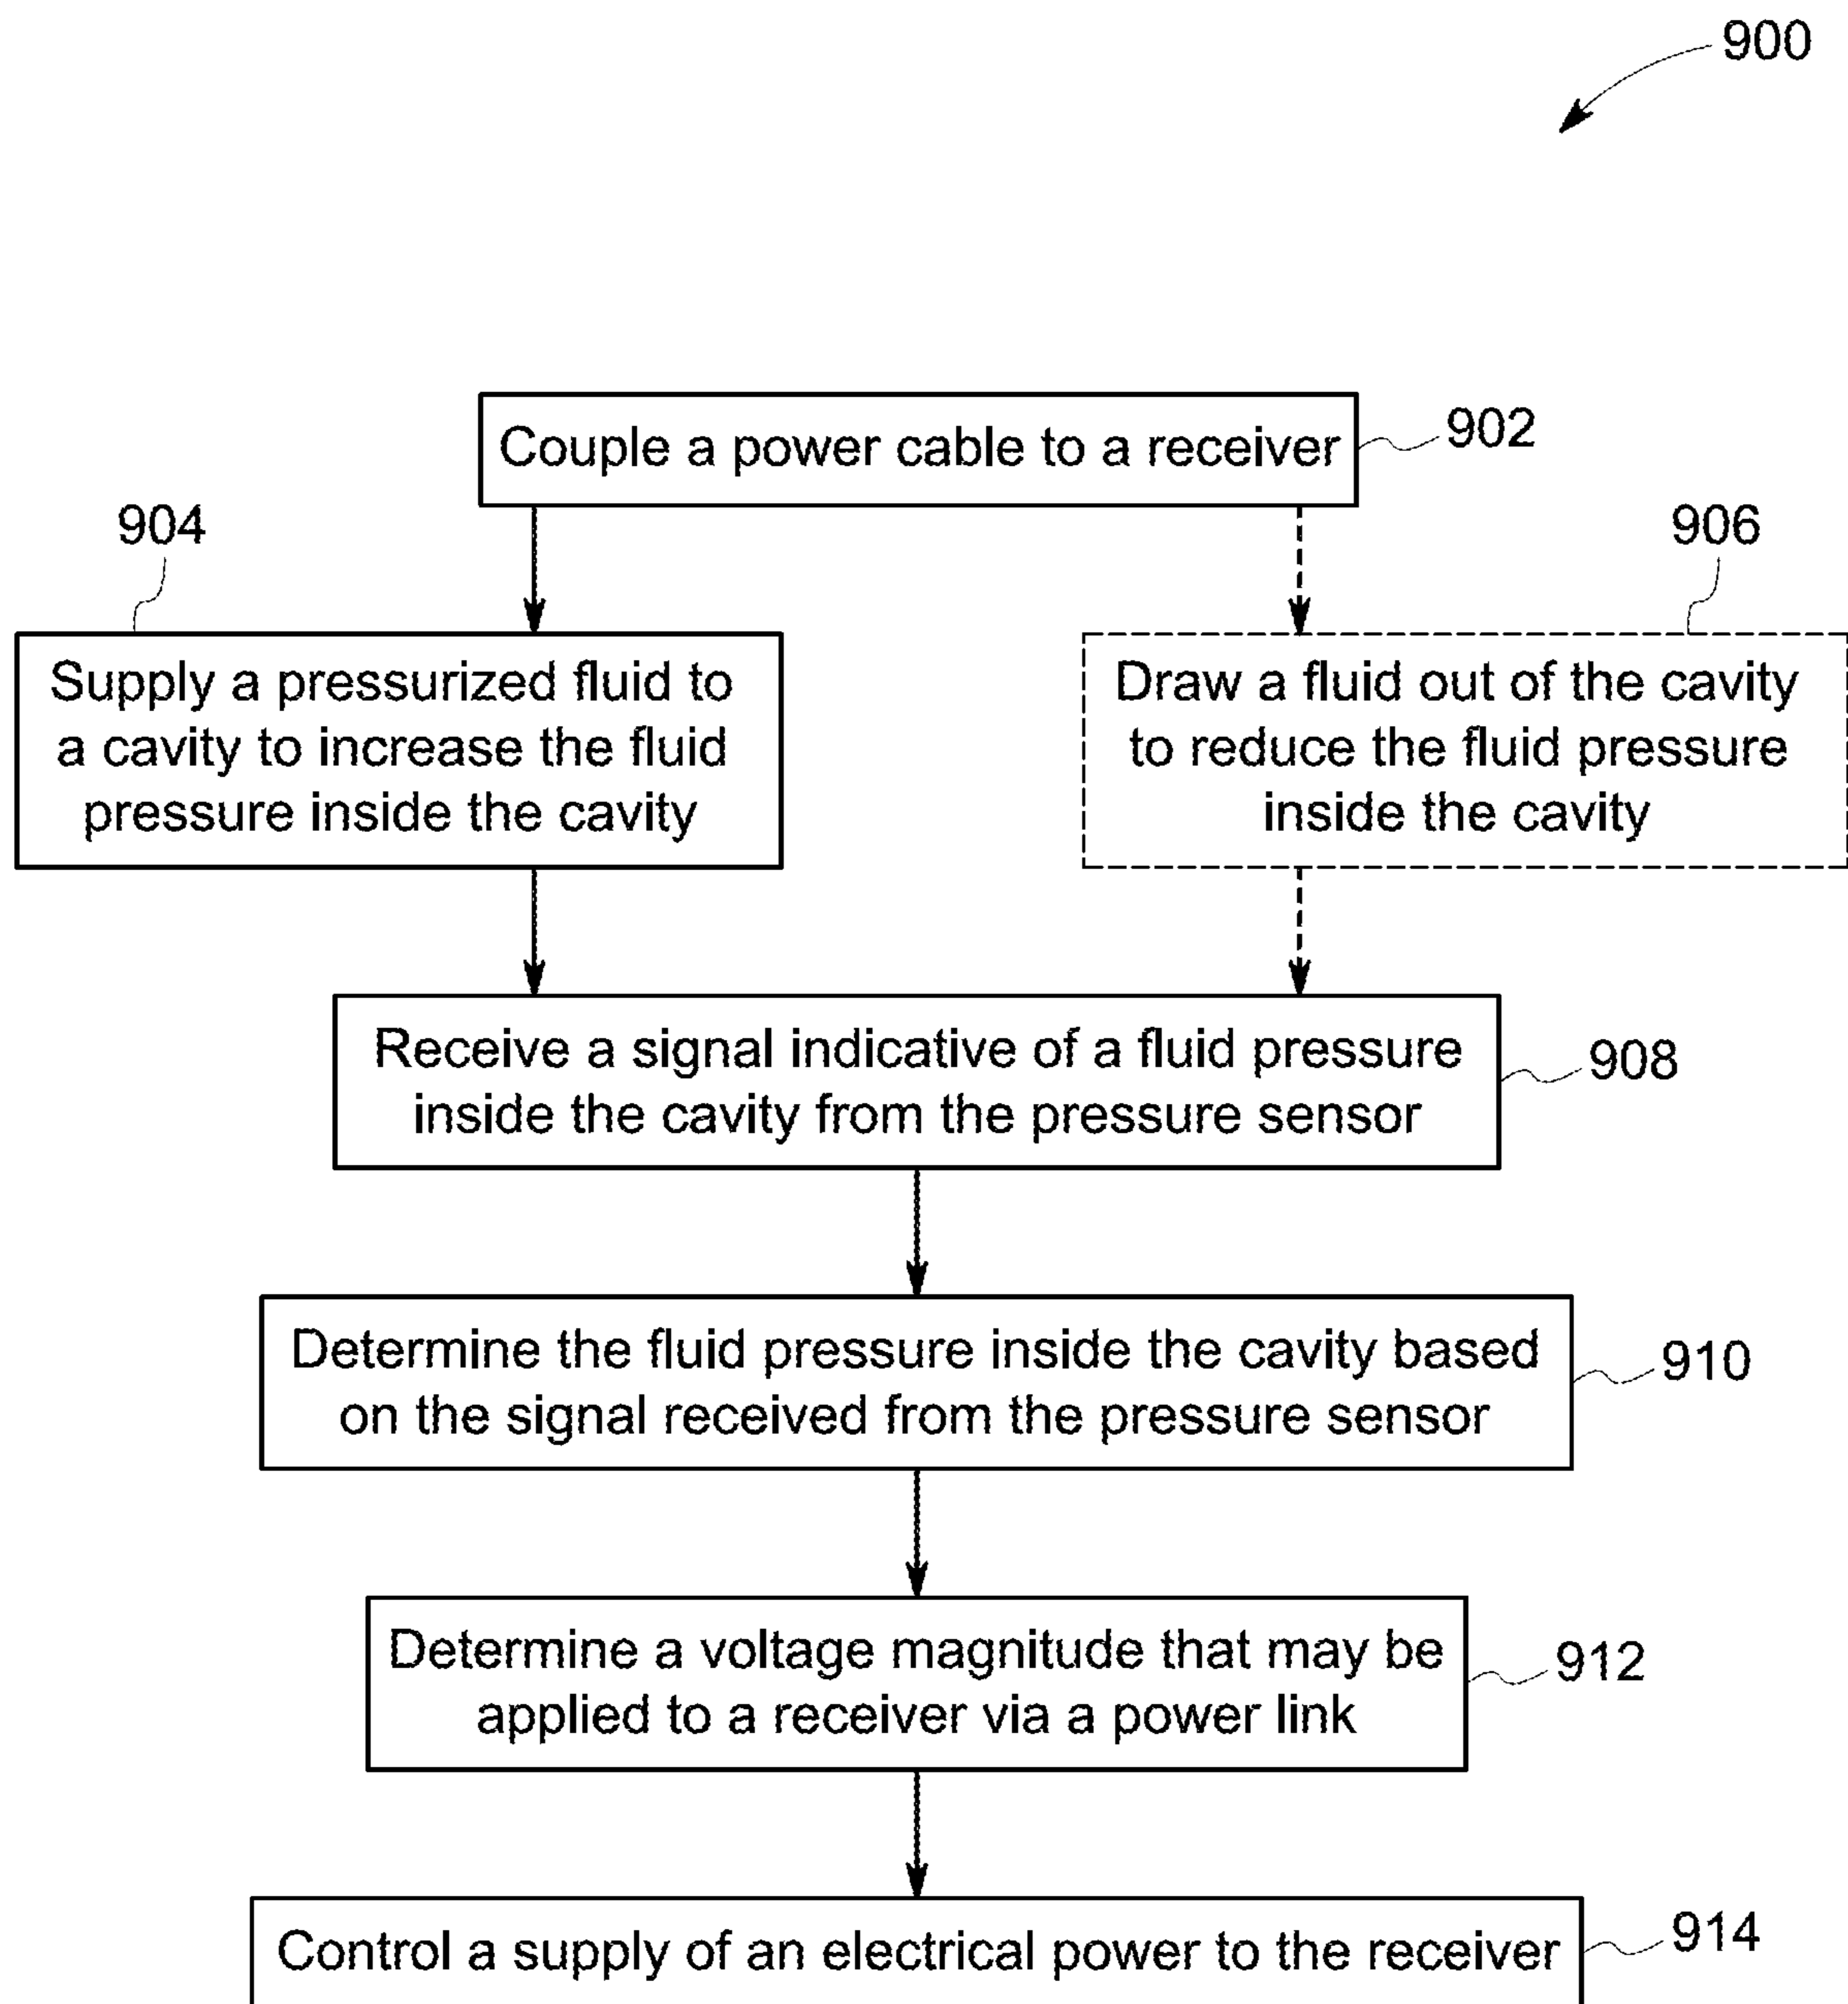 900
Couple a power cable to a receiver
902
904
906
Supply a pressurized fluid to
a cavity to increase the fluid
pressure inside the cavity
Draw a fluid out of the cavity
to reduce the fluid pressure
inside the cavity
Receive a signal indicative of a fluid pressure
inside the cavity from the pressure sensor
908
Determine the fluid pressure inside the cavity based
on the signal received from the pressure sensor
910
Determine a voltage magnitude that may be
applied to a receiver via a power link
912
Control a supply of an electrical power to the receiver
914